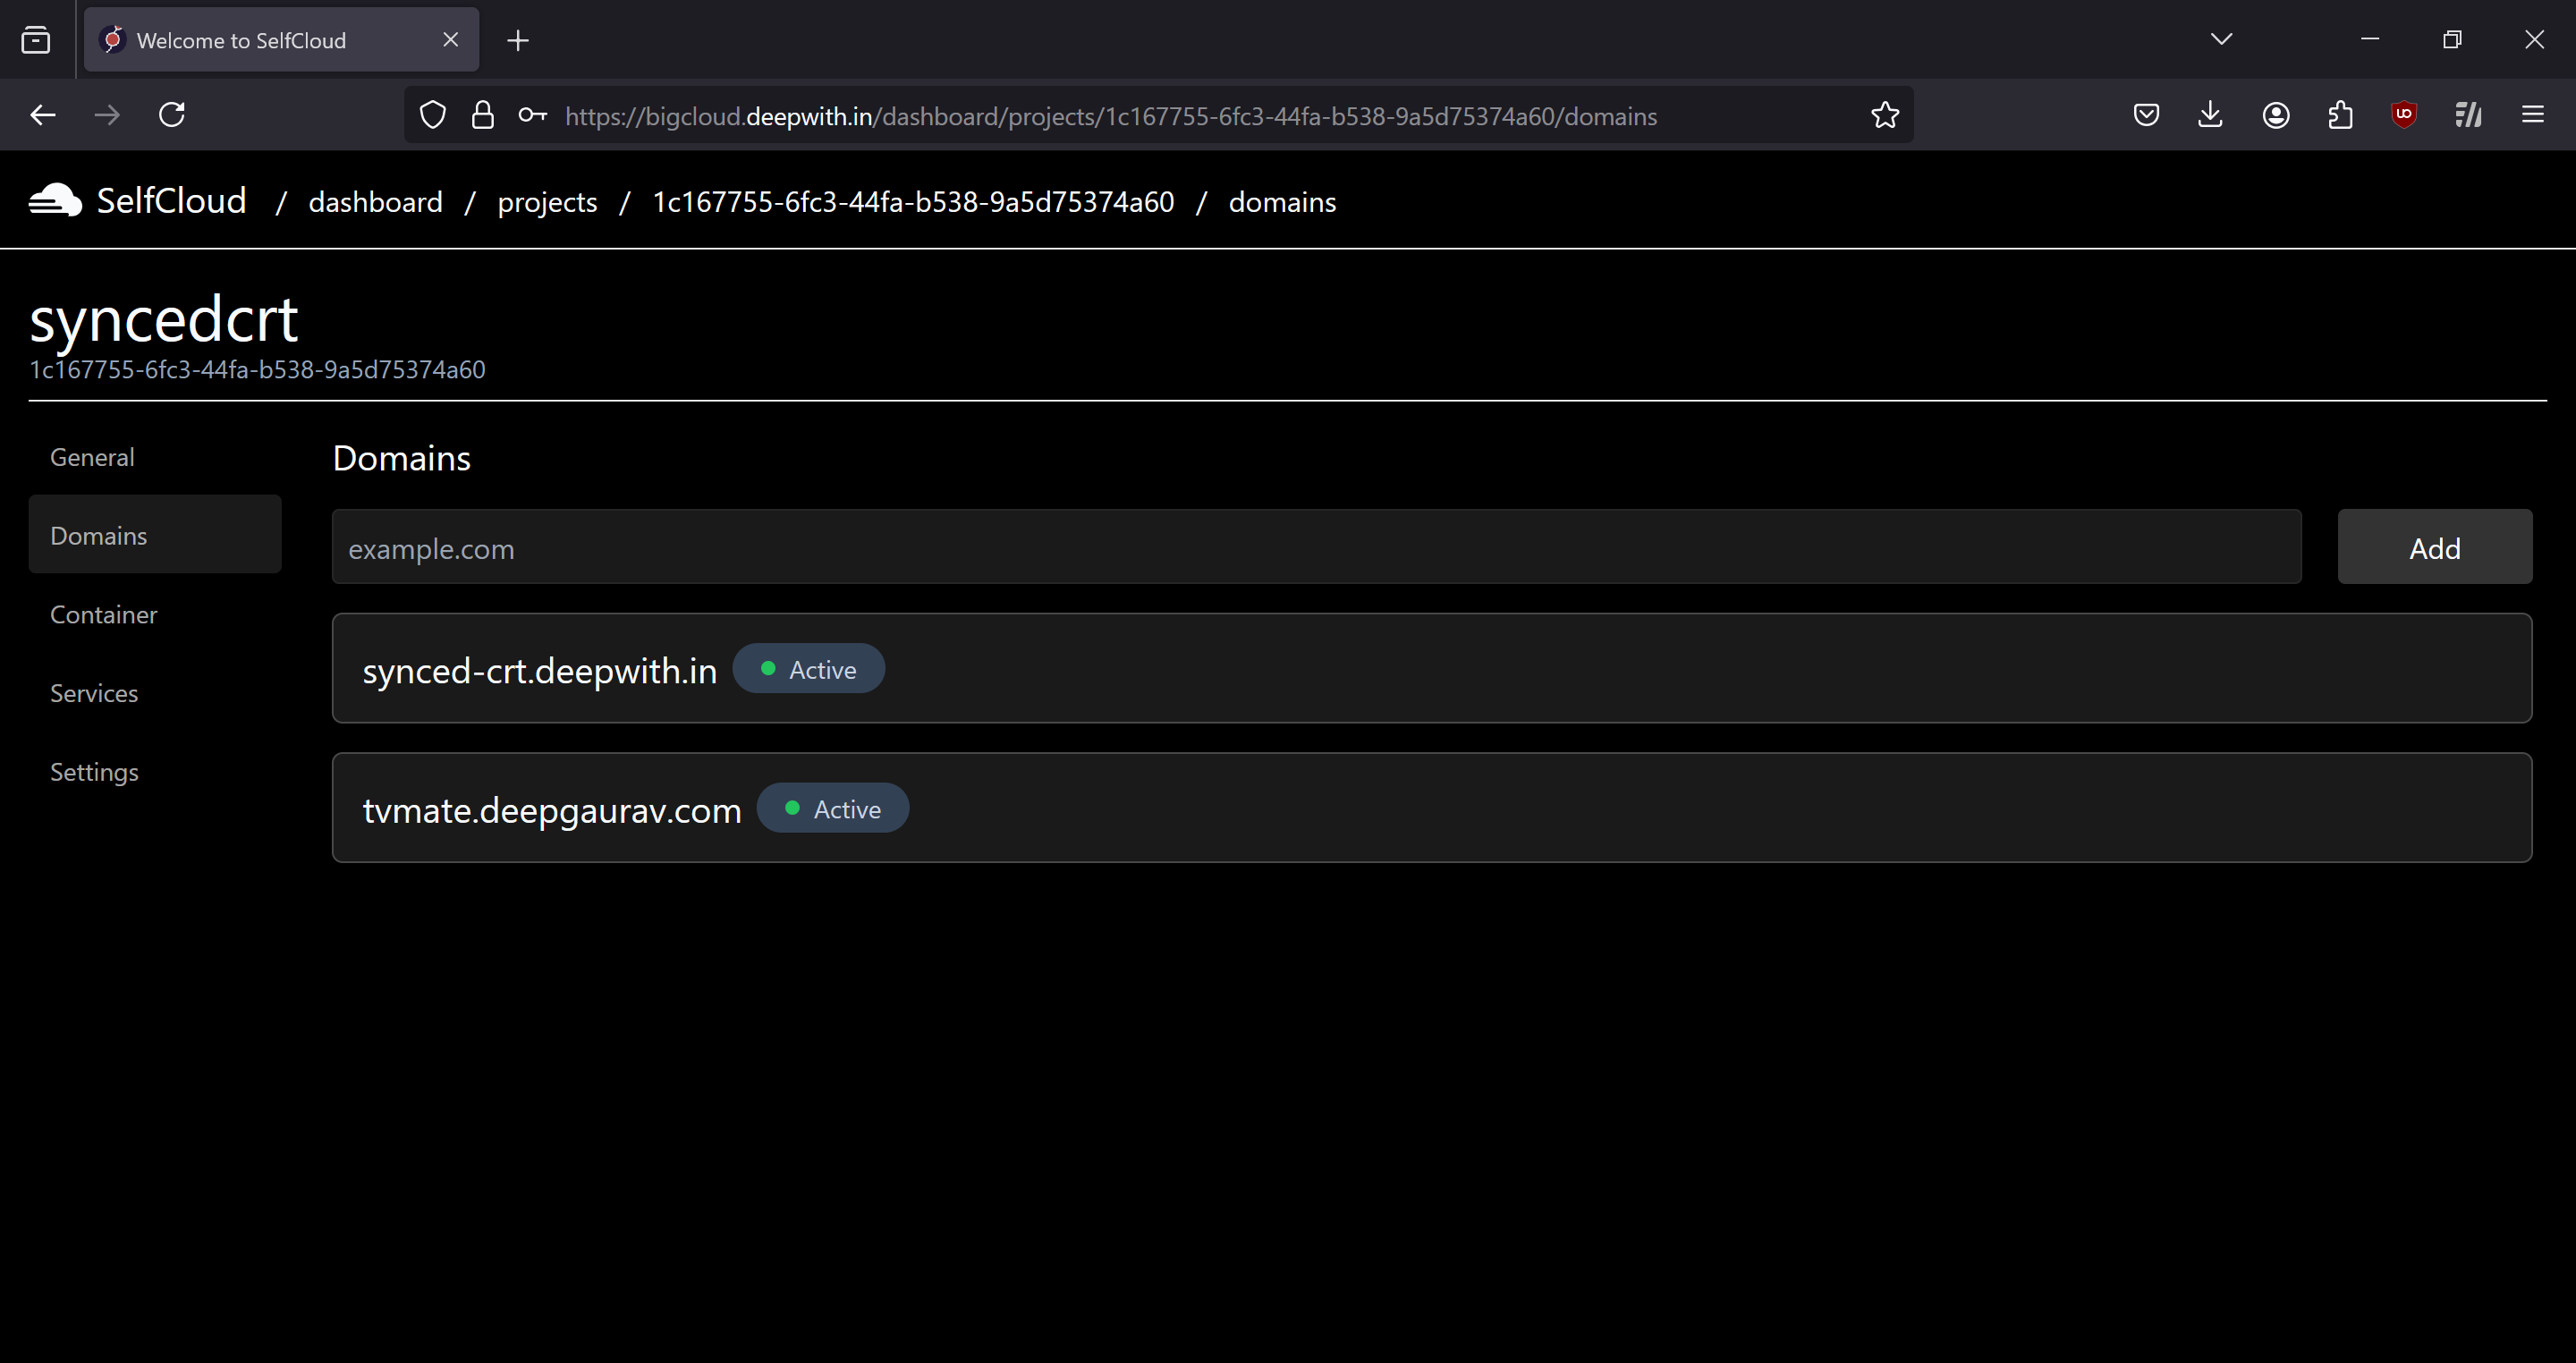 Welcome to SelfCloud
https://bigcloud.deepwith.in/dashboard/projects/1c167755-6fc3-44fa-b538-9a5d75374a60/domains
SelfCloud / dashboard / projects / 1c167755-6fc3-44fa-b538-9a5d75374a60 / domains
syncedcrt
1c167755-6fc3-44fa-b538-9a5d75374a60
General
Domains
Container
Services
Settings
Domains
example.com
Add
synced-crt.deepwith.in Active
tvmate.deepgaurav.com Active